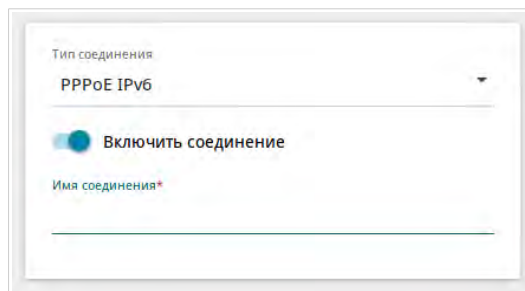 Тип соединения
PPPoE IPv6
Включить соединение
Имя соединения*